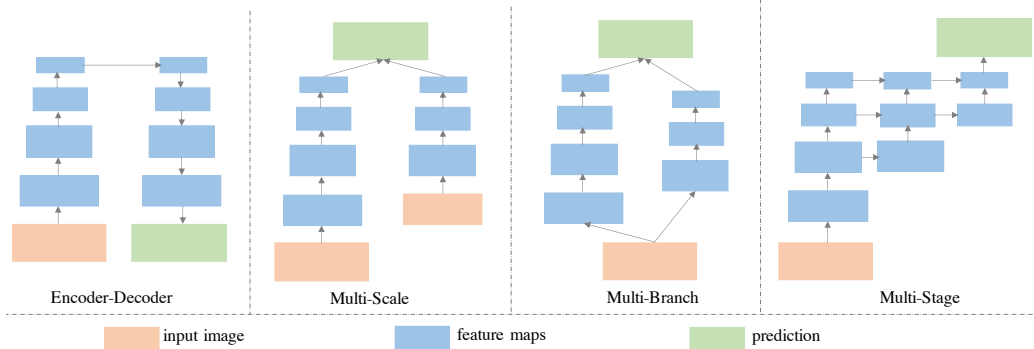 Encoder-Decoder
Multi-Scale
Multi-Branch
Multi-Stage
input image
feature maps
prediction